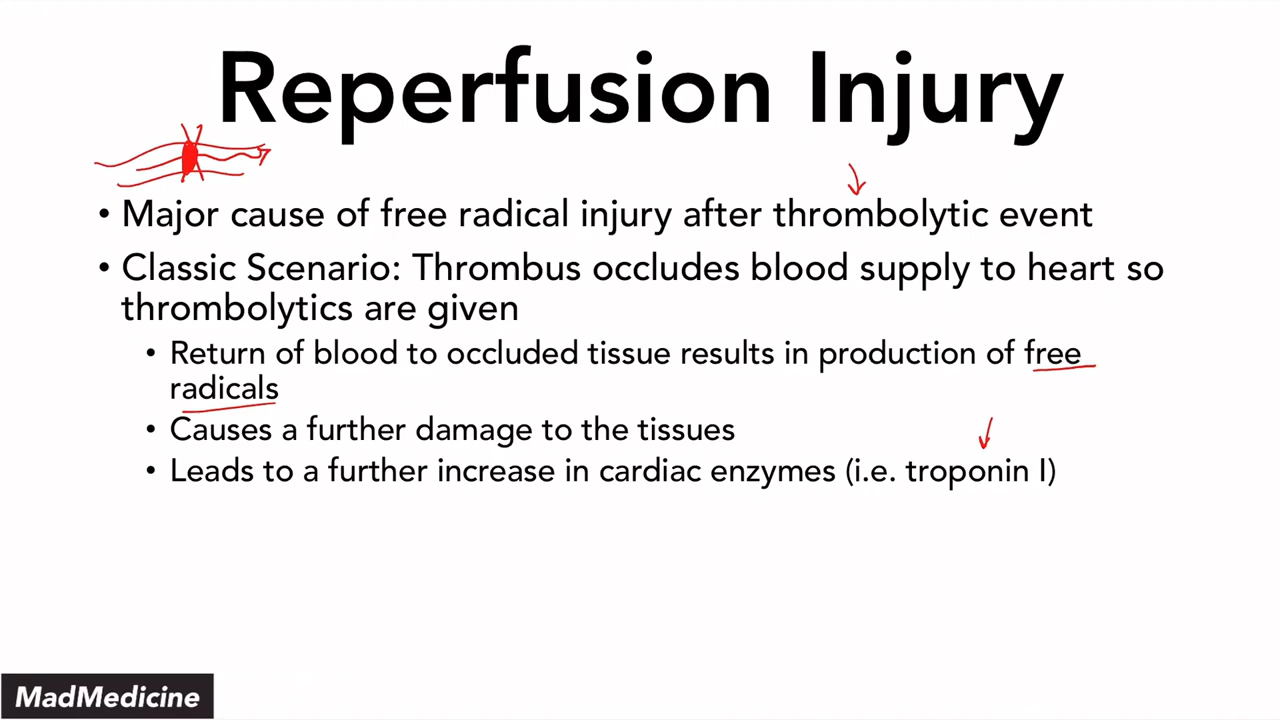 Reperfusion Injury
• Major cause of free radical injury after thrombolytic event
• Classic Scenario: Thrombus occludes blood supply to heart so
thrombolytics are given
• Return of blood to occluded tissue results in production of free
radicals
• Causes a further damage to the tissues
• Leads to a further increase in cardiac enzymes (i.e. troponin I)
MadMedicine